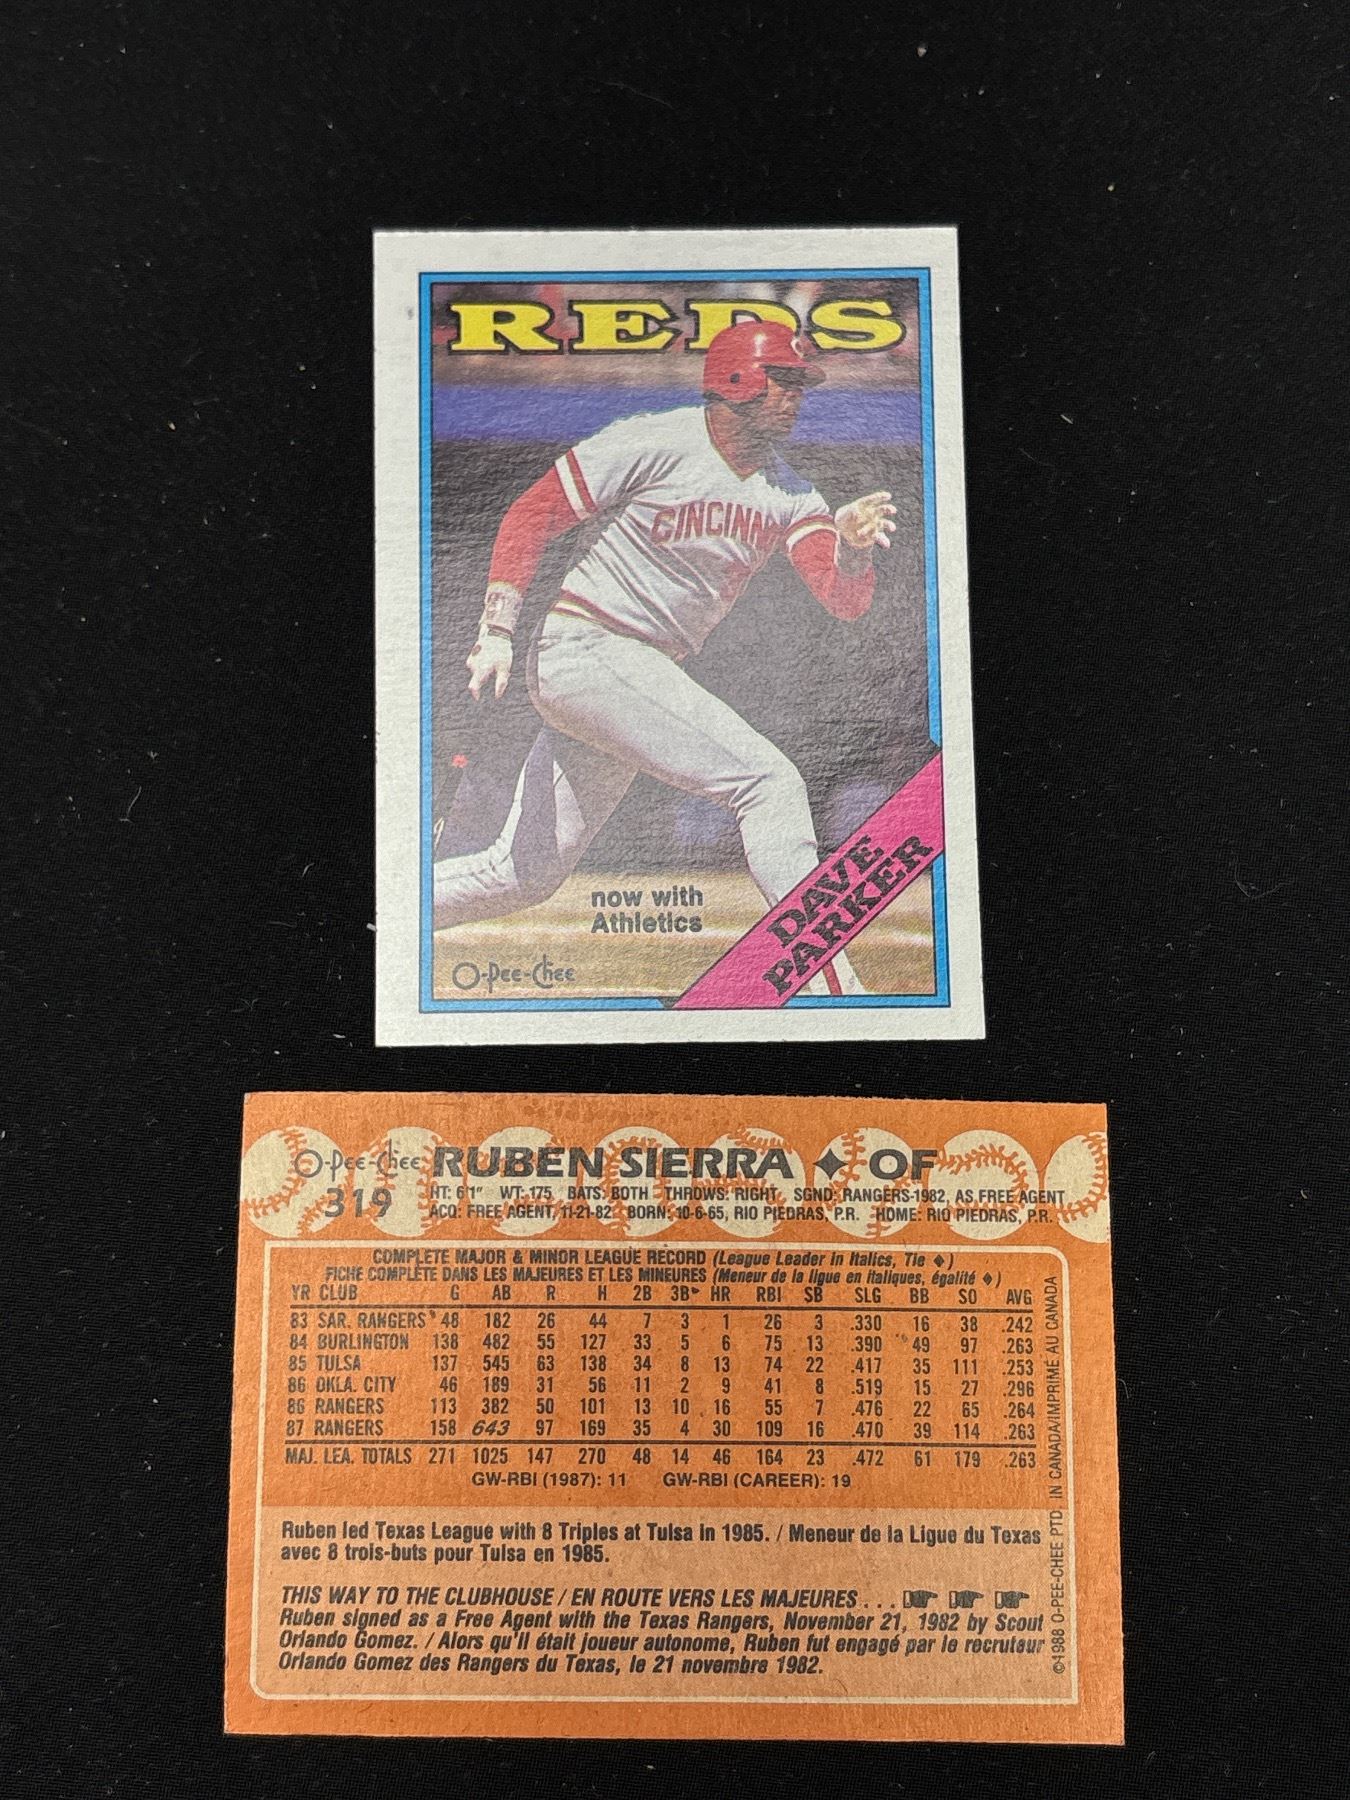 REDS
CINCINNA
now with
Athletics
O-Pee-Chee
DAVE
PARKER
O-Pee-Chee RUBEN SIERRA ✦ OF
319 HT: 6'1" WT: 175 BATS: BOTH THROWS: RIGHT SGND: RANGERS-1982, AS FREE AGENT
ACQ: FREE AGENT, 11-21-82 BORN: 10-6-65, RIO PIEDRAS, P.R. HOME: RIO PIEDRAS, P.R.
COMPLETE MAJOR & MINOR LEAGUE RECORD (League Leader in Italics, Tie ♦)
FICHE COMPLÈTE DANS LES MAJEURES ET LES MINEURES (Meneur de la ligue en italiques, égalité ♦)
YR CLUB G AB R H 2B 3B HR RBI SB SLG BB SO AVG
83 SAR. RANGERS 48 182 26 44 7 3 1 26 3 .330 16 38 .242
84 BURLINGTON 138 482 55 127 33 5 6 75 13 .390 49 97 .263
85 TULSA 137 545 63 138 34 8 13 74 22 .417 35 111 .253
86 OKLA. CITY 46 189 31 56 11 2 9 41 8 .519 15 27 .296
86 RANGERS 113 382 50 101 13 10 16 55 7 .476 22 65 .264
87 RANGERS 158 643 97 169 35 4 30 109 16 .470 39 114 .263
MAJ. LEA. TOTALS 271 1025 147 270 48 14 46 164 23 .472 61 179 .263
GW-RBI (1987): 11 GW-RBI (CAREER): 19
Ruben led Texas League with 8 Triples at Tulsa in 1985. / Meneur de la Ligue du Texas
avec 8 trois-buts pour Tulsa en 1985.
THIS WAY TO THE CLUBHOUSE / EN ROUTE VERS LES MAJEURES . . .
Ruben signed as a Free Agent with the Texas Rangers, November 21, 1982 by Scout
Orlando Gomez. / Alors qu'il était joueur autonome, Ruben fut engagé par le recruteur
Orlando Gomez des Rangers du Texas, le 21 novembre 1982.
©1988 O-PEE-CHEE PTD IN CANADA/IMPRIMÉ AU CANADA